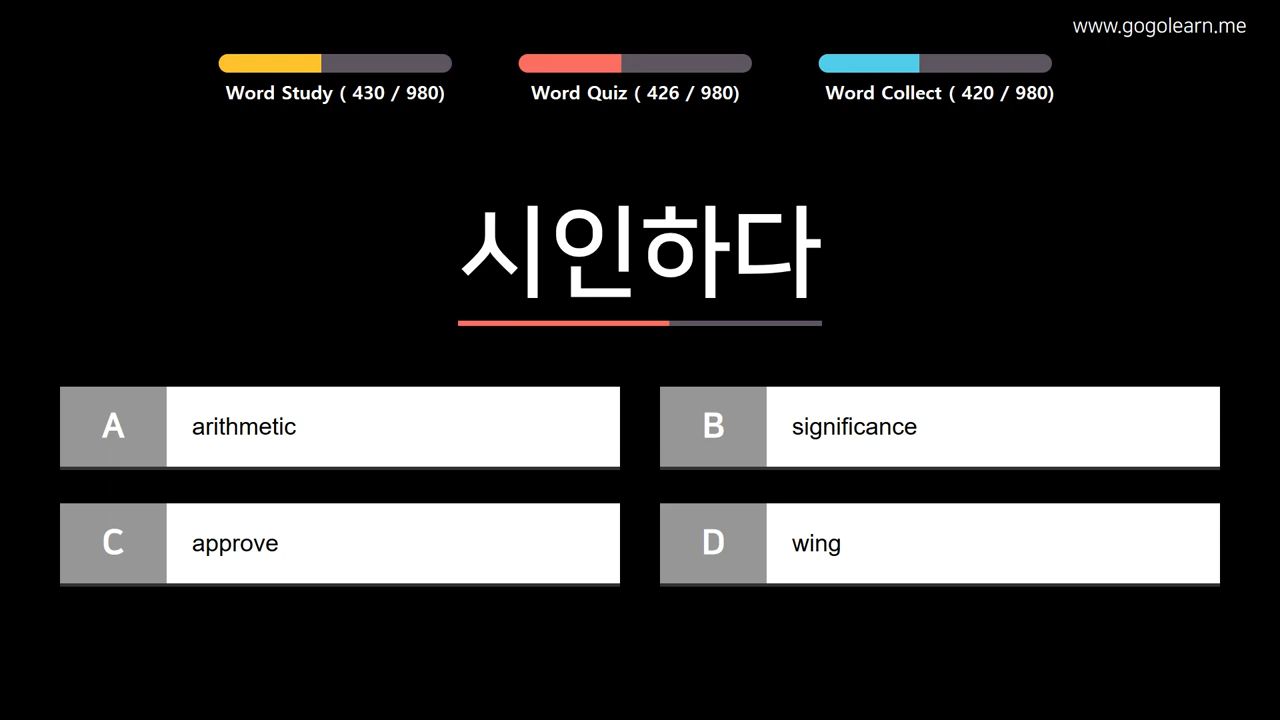 www.gogolearn.me
Word Study ( 430 / 980)
Word Quiz ( 426 / 980)
Word Collect ( 420 / 980)
시인하다
A arithmetic
B significance
C approve
D wing